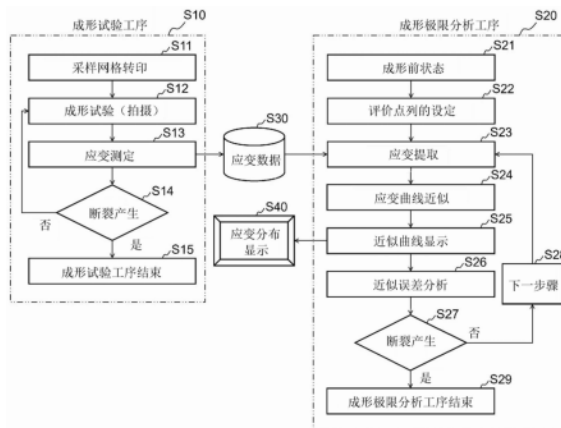 成形试验工序
S10
S11
采样网格转印
S12
成形试验（拍摄）
S13
应变测定
S14
断裂产生
否
是
S15
成形试验工序结束
S30
应变数据
S40
应变分布
显示
成形极限分析工序
S20
S21
成形前状态
S22
评价点列的设定
S23
应变提取
S24
应变曲线近似
S25
近似曲线显示
S26
近似误差分析
S27
断裂产生
否
是
S28
下一步骤
S29
成形极限分析工序结束